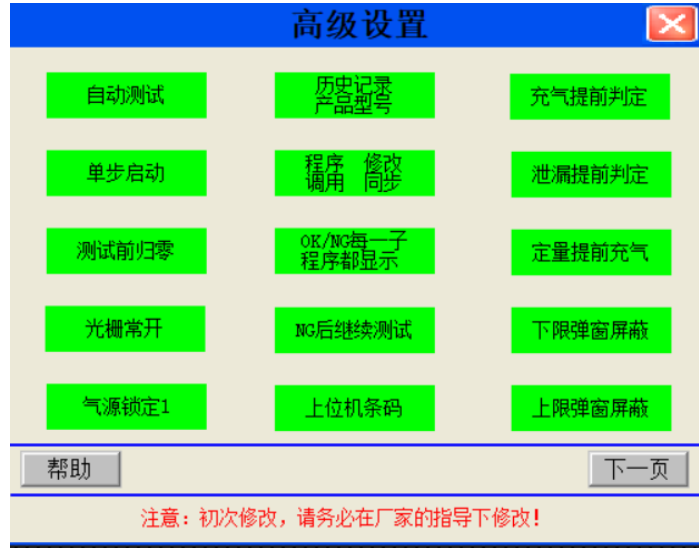 高级设置
自动测试
历史记录
产品型号
充气提前判定
单步启动
程序 修改
调用 同步
泄漏提前判定
测试前归零
OK/NG每一子
程序都显示
定量提前充气
光栅常开
NG后继续测试
下限弹窗屏蔽
气源锁定1
上位机条码
上限弹窗屏蔽
帮助
下一页
注意：初次修改，请务必在厂家的指导下修改！